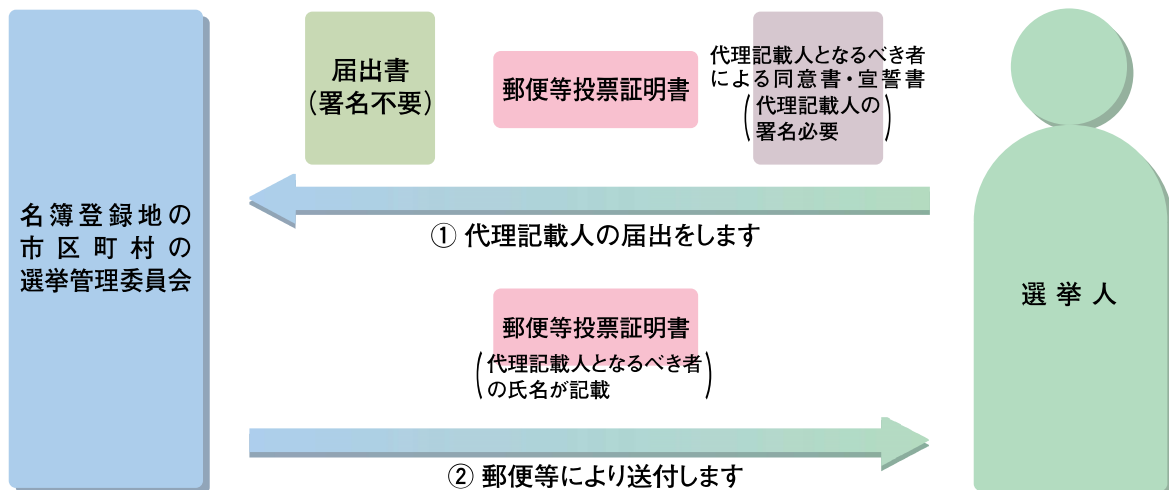 名簿登録地の
市区町村の
選挙管理委員会
届出書
（署名不要）
郵便等投票証明書
代理記載人となるべき者
による同意書・宣誓書
（代理記載人の
署名必要）
① 代理記載人の届出をします
郵便等投票証明書
（代理記載人となるべき者
の氏名が記載）
② 郵便等により送付します
選挙人